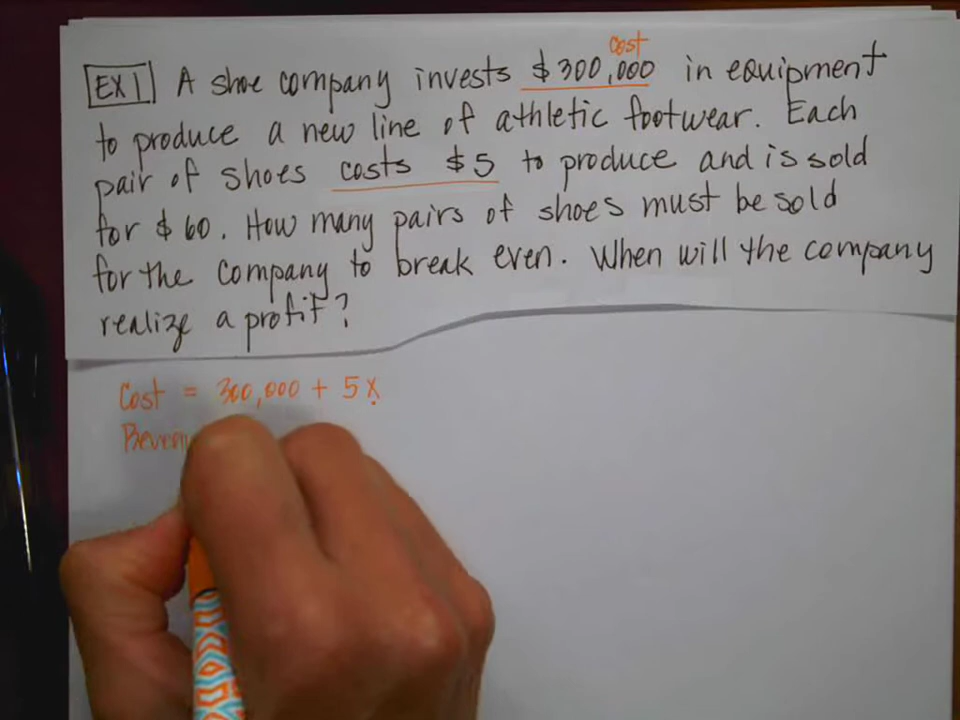 cost
EX 1 A shoe company invests $300,000 in equipment
to produce a new line of athletic footwear. Each
pair of shoes costs $5 to produce and is sold
for $60. How many pairs of shoes must be sold
for the company to break even. When will the company
realize a profit?
Cost = 300,000 + 5x